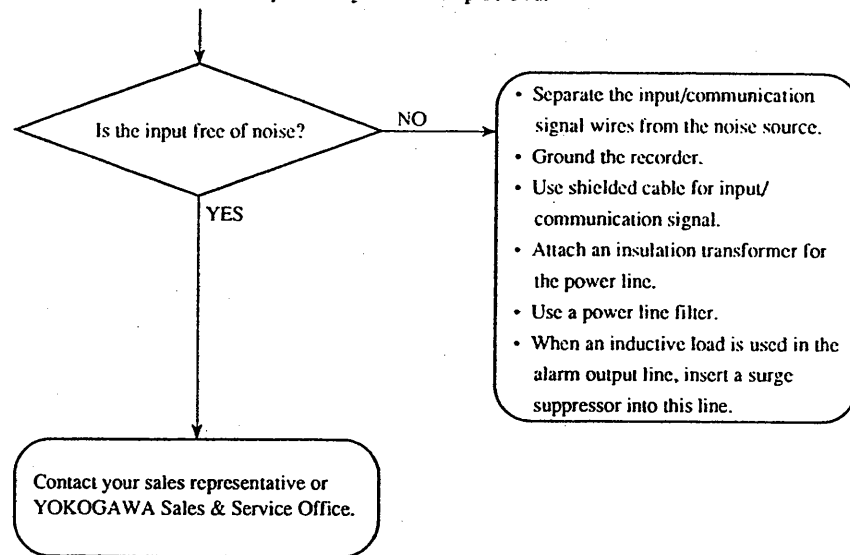 Is the input free of noise?
NO
YES
• Separate the input/communication
signal wires from the noise source.
• Ground the recorder.
• Use shielded cable for input/
communication signal.
• Attach an insulation transformer for
the power line.
• Use a power line filter.
• When an inductive load is used in the
alarm output line, insert a surge
suppressor into this line.
Contact your sales representative or
YOKOGAWA Sales & Service Office.